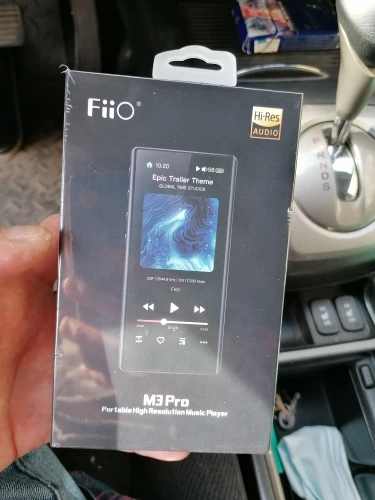 FiiO®
Hi-Res
AUDIO
10:20
Epic Trailer Theme
GLOBAL TIME STUDIOS
FiiO
M3 Pro
Portable High Resolution Music Player
P
R
N
D
S